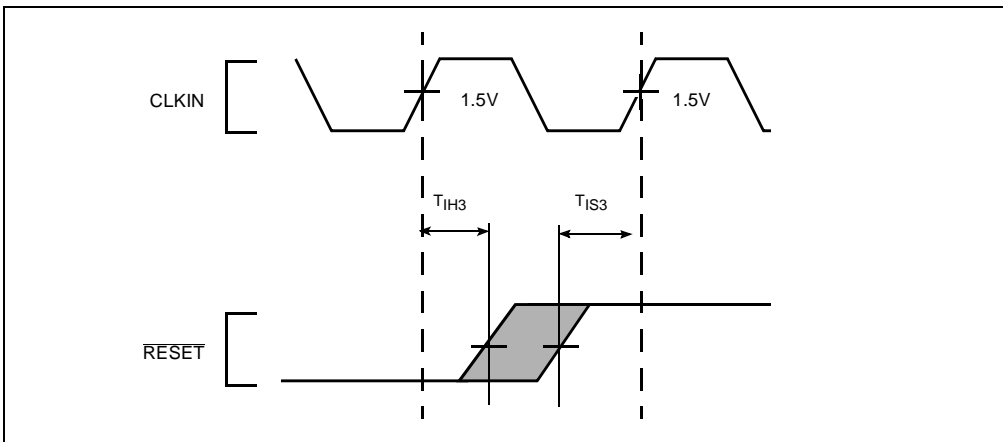 CLKIN
1.5V
1.5V
TIH3
TIS3
RESET